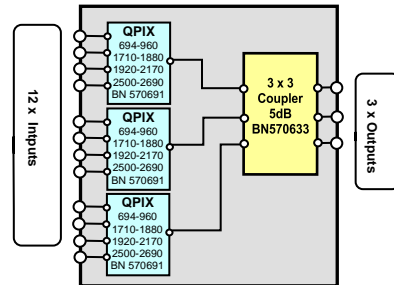 12 x Intputs
QPIX
694-960
1710-1880
1920-2170
2500-2690
BN 570691
QPIX
694-960
1710-1880
1920-2170
2500-2690
BN 570691
QPIX
694-960
1710-1880
1920-2170
2500-2690
BN 570691
3 x 3
Coupler
5dB
BN570633
3 x Outputs